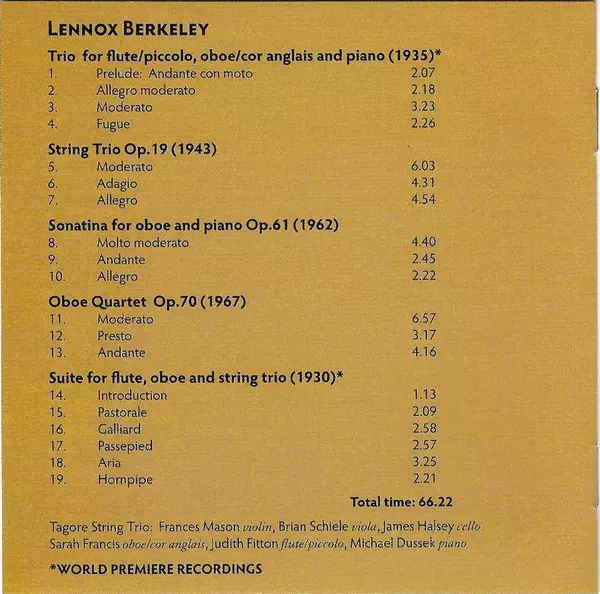 LENNOX BERKELEY
Trio for flute/piccolo, oboe/cor anglais and piano (1935)*
1. Prelude: Andante con moto 2.07
2. Allegro moderato 2.18
3. Moderato 3.23
4. Fugue 2.26
String Trio Op.19 (1943)
5. Moderato 6.03
6. Adagio 4.31
7. Allegro 4.54
Sonatina for oboe and piano Op.61 (1962)
8. Molto moderato 4.40
9. Andante 2.45
10. Allegro 2.22
Oboe Quartet Op.70 (1967)
11. Moderato 6.57
12. Presto 3.17
13. Andante 4.16
Suite for flute, oboe and string trio (1930)*
14. Introduction 1.13
15. Pastorale 2.09
16. Galliard 2.58
17. Passepied 2.57
18. Aria 3.25
19. Hornpipe 2.21
Total time: 66.22
Tagore String Trio: Frances Mason violin, Brian Schiele viola, James Halsey cello
Sarah Francis oboe/cor anglais, Judith Fitton flute/piccolo, Michael Dussek piano
*WORLD PREMIERE RECORDINGS